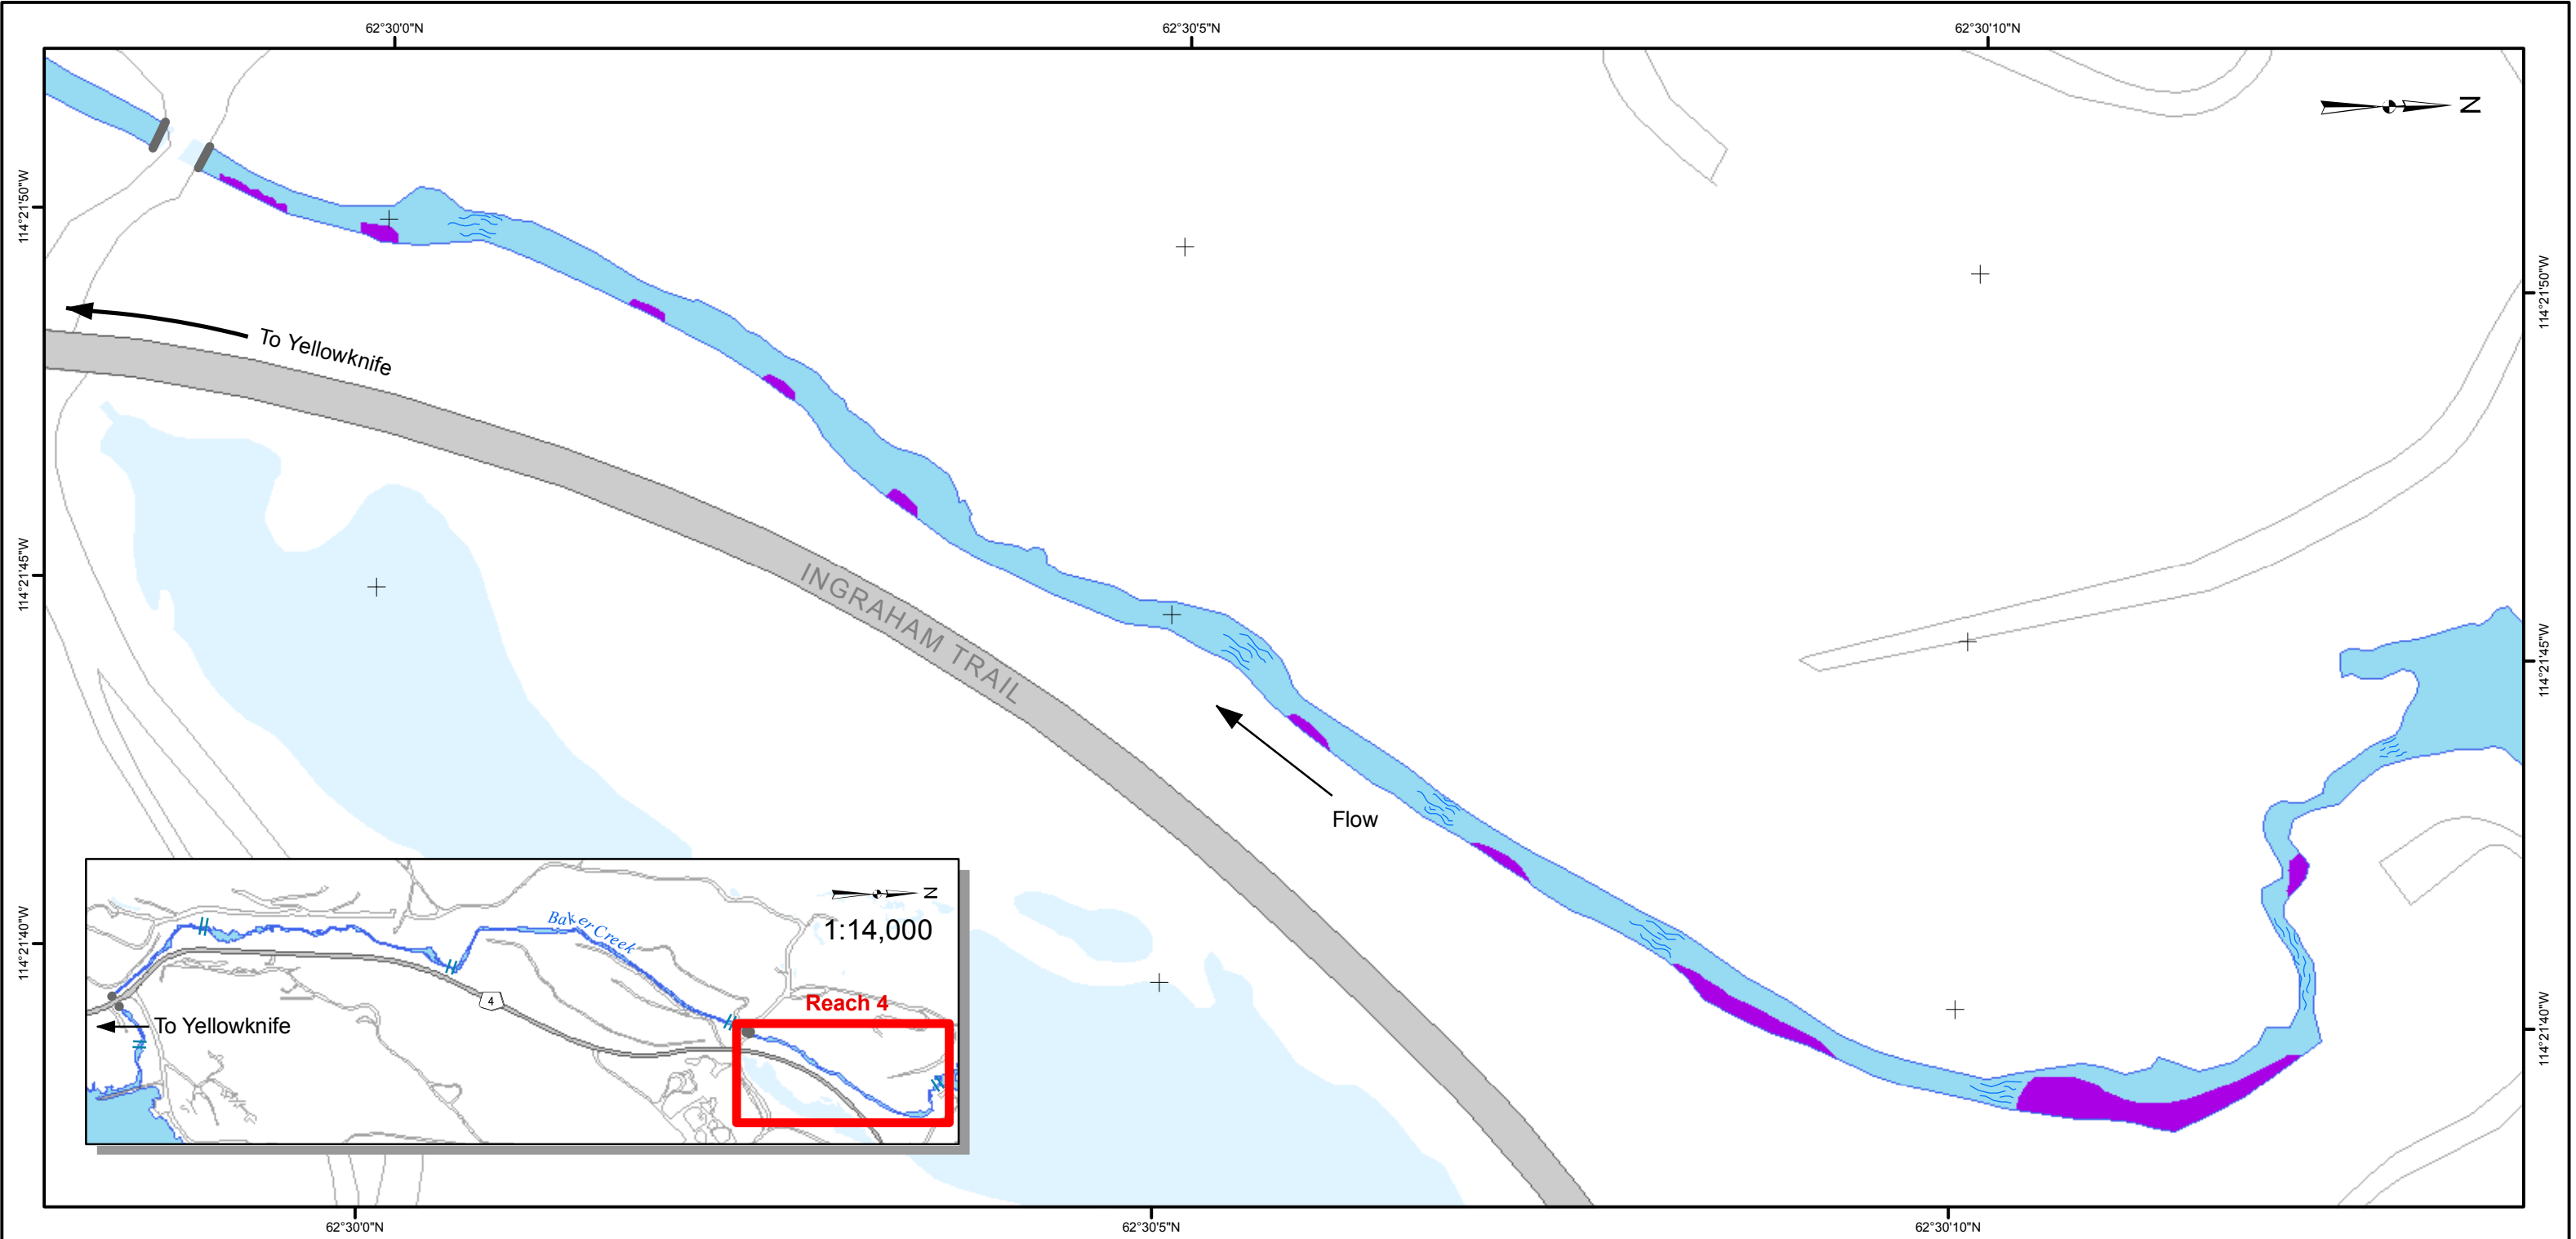 62°30'0"N
62°30'5"N
62°30'10"N
N
114°21'50"W
114°21'50"W
To Yellowknife
INGRAHAM TRAIL
114°21'45"W
114°21'45"W
Flow
Baker Creek
N
1:14,000
4
Reach 4
To Yellowknife
114°21'40"W
114°21'40"W
62°30'0"N
62°30'5"N
62°30'10"N